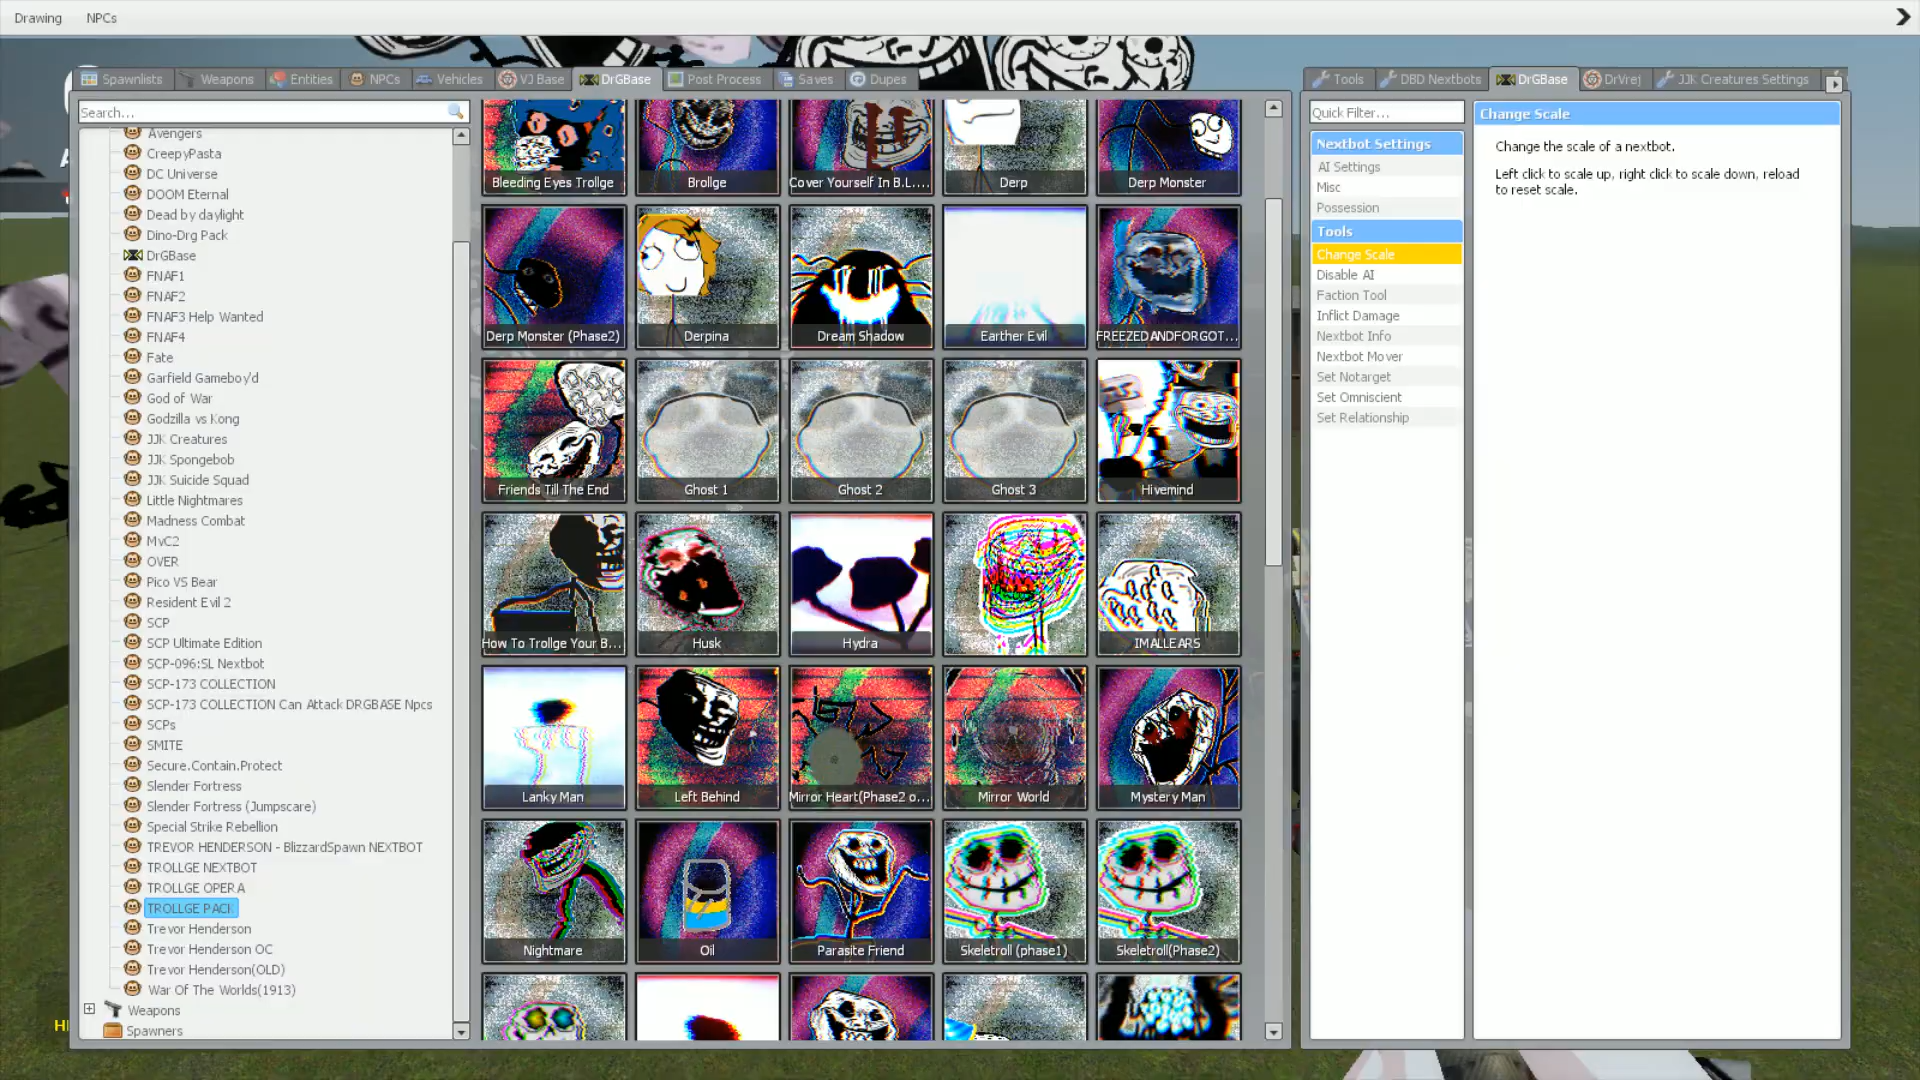 Drawing NPCs
Spawnlists Weapons Entities NPCs Vehicles VJ Base DrGBase Post Process Saves Dupes
Search...
Avengers
CreepyPasta
DC Universe
DOOM Eternal
Dead by daylight
Dino-Drg Pack
DrGBase
FNAF1
FNAF2
FNAF3 Help Wanted
FNAF4
Fate
Garfield Gameboy'd
God of War
Godzilla vs Kong
JJK Creatures
JJK Spongebob
JJK Suicide Squad
Little Nightmares
Madness Combat
MvC2
OVER
Pico VS Bear
Resident Evil 2
SCP
SCP Ultimate Edition
SCP-096:SL Nextbot
SCP-173 COLLECTION
SCP-173 COLLECTION Can Attack DRGBASE Npcs
SCPs
SMITE
Secure.Contain.Protect
Slender Fortress
Slender Fortress (Jumpscare)
Special Strike Rebellion
TREVOR HENDERSON - BlizzardSpawn NEXTBOT
TROLLGE NEXTBOT
TROLLGE OPERA
TROLLGE PACK
Trevor Henderson
Trevor Henderson OC
Trevor Henderson(OLD)
War Of The Worlds(1913)
Weapons
Spawners
Bleeding Eyes Trollge Brollge Cover Yourself In B.L.... Derp Derp Monster
Derp Monster (Phase2) Derpina Dream Shadow Earther Evil FREEZEDANDFORGOT...
Friends Till The End Ghost 1 Ghost 2 Ghost 3 Hivemind
How To Trollge Your B... Husk Hydra IMALLEARS
Lanky Man Left Behind Mirror Heart(Phase2 o... Mirror World Mystery Man
Nightmare Oil Parasite Friend Skeletroll (phase1) Skeletroll(Phase2)
Tools DBD Nextbots DrGBase DrVrej JJK Creatures Settings
Quick Filter...
Nextbot Settings
AI Settings
Misc
Possession
Tools
Change Scale
Disable AI
Faction Tool
Inflict Damage
Nextbot Info
Nextbot Mover
Set Notarget
Set Omniscient
Set Relationship
Change Scale
Change the scale of a nextbot.
Left click to scale up, right click to scale down, reload
to reset scale.